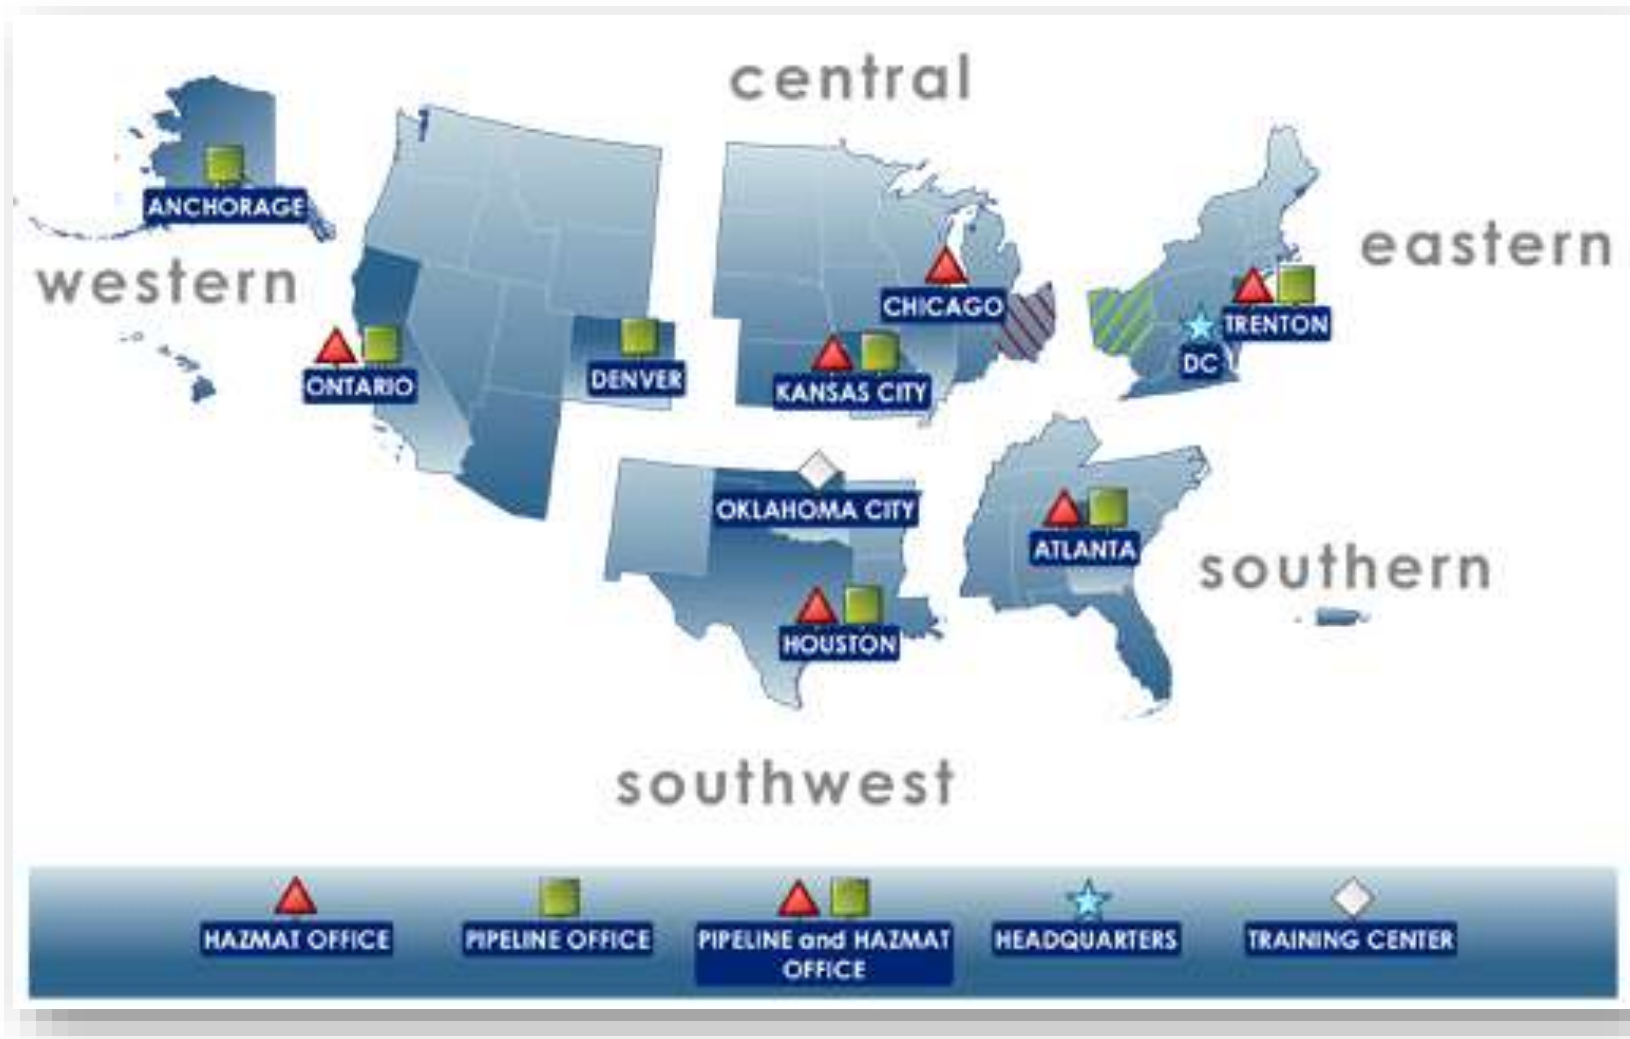 central
ANCHORAGE
eastern
western
CHICAGO
TRENTON
DC
ONTARIO
DENVER
KANSAS CITY
OKLAHOMA CITY
ATLANTA
southern
HOUSTON
southwest
HAZMAT OFFICE
PIPELINE OFFICE
PIPELINE and HAZMAT
OFFICE
HEADQUARTERS
TRAINING CENTER